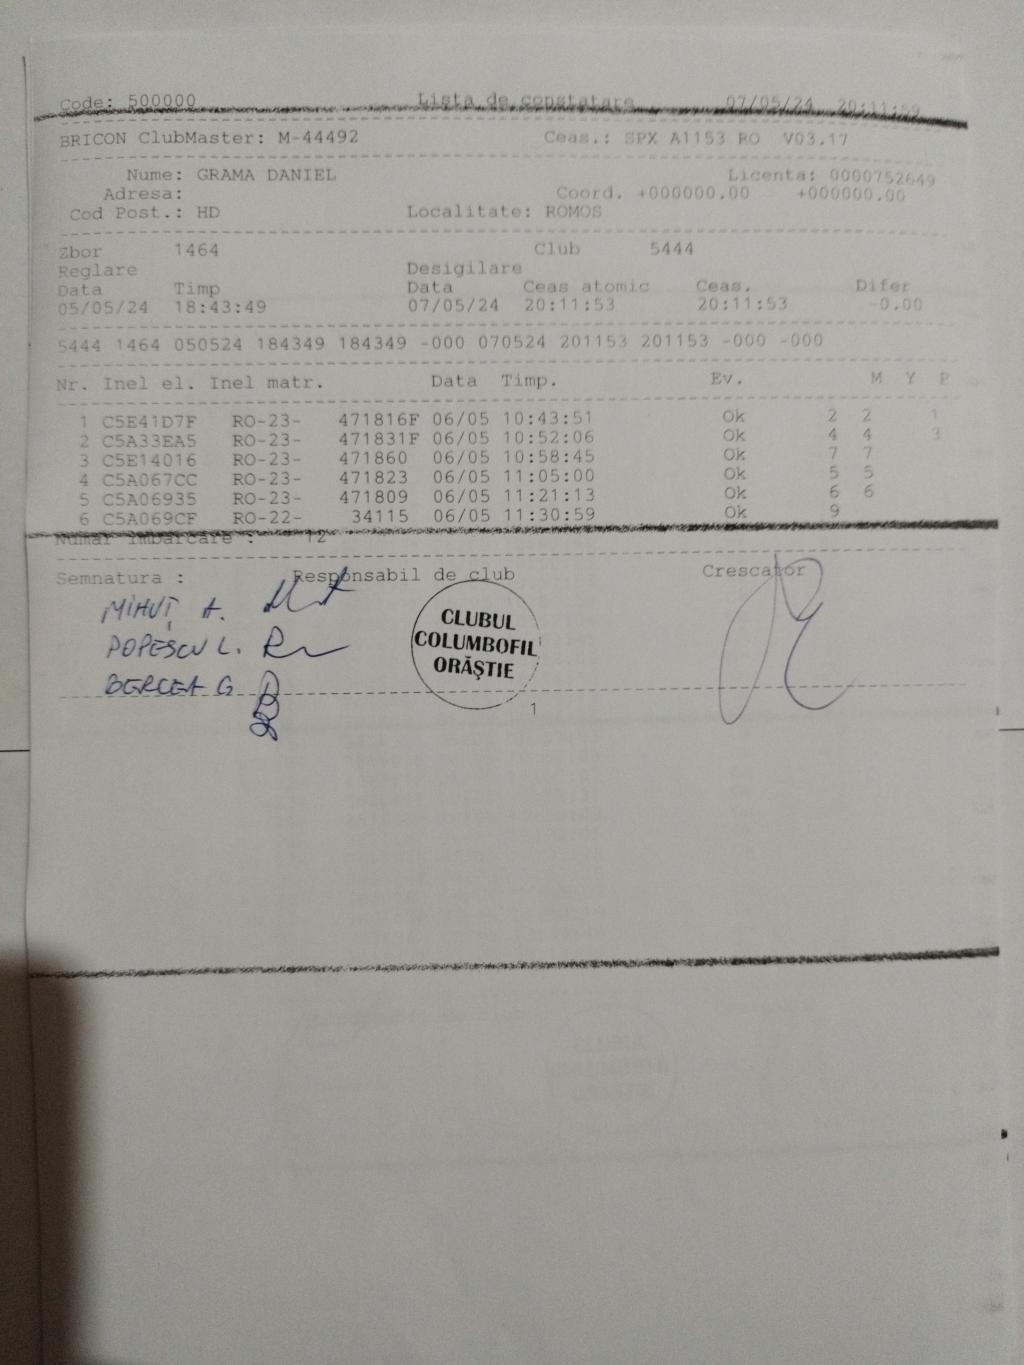 Code: 500000 Lista de constatare 07/05/24 20:11:59
BRICON ClubMaster: M-44492 Ceas.: SPX A1153 RO V03.17
Nume: GRAMA DANIEL Licenta: 0000752649
Adresa: Coord. +000000.00 +000000.00
Cod Post.: HD Localitate: ROMOS
Zbor 1464 Club 5444
Reglare Desigilare
Data Timp Data Ceas atomic Ceas. Difer
05/05/24 18:43:49 07/05/24 20:11:53 20:11:53 -0.00
5444 1464 050524 184349 184349 -000 070524 201153 201153 -000 -000
Nr. Inel el. Inel matr. Data Timp. Ev. M Y P
1 C5E41D7F RO-23- 471816F 06/05 10:43:51 Ok 2 2 1
2 C5A33EA5 RO-23- 471831F 06/05 10:52:06 Ok 4 4 3
3 C5E14016 RO-23- 471860 06/05 10:58:45 Ok 7 7
4 C5A067CC RO-23- 471823 06/05 11:05:00 Ok 5 5
5 C5A06935 RO-23- 471809 06/05 11:21:13 Ok 6 6
6 C5A069CF RO-22- 34115 06/05 11:30:59 Ok 9
Numar imbarcare : 12
Semnatura : Responsabil de club Crescator
MIHUȚ A.
POPESCU L.
BERCEA G
CLUBUL
COLUMBOFIL
ORĂŞTIE
1